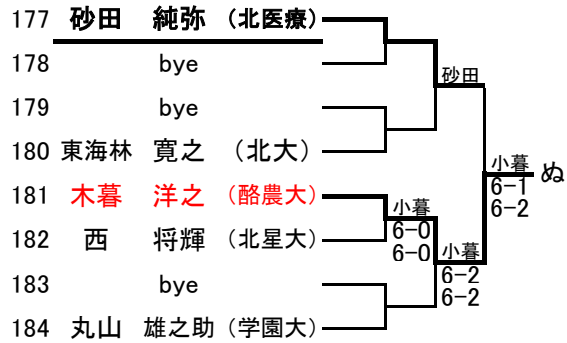 177 砂田 純弥 (北医療)
178 bye
砂田
179 bye
180 東海林 寛之 (北大)
小暮 ぬ
6-1
6-2
181 木暮 洋之 (酪農大)
小暮
6-0
6-0
182 西 将輝 (北星大)
小暮
6-2
6-2
183 bye
184 丸山 雄之助 (学園大)